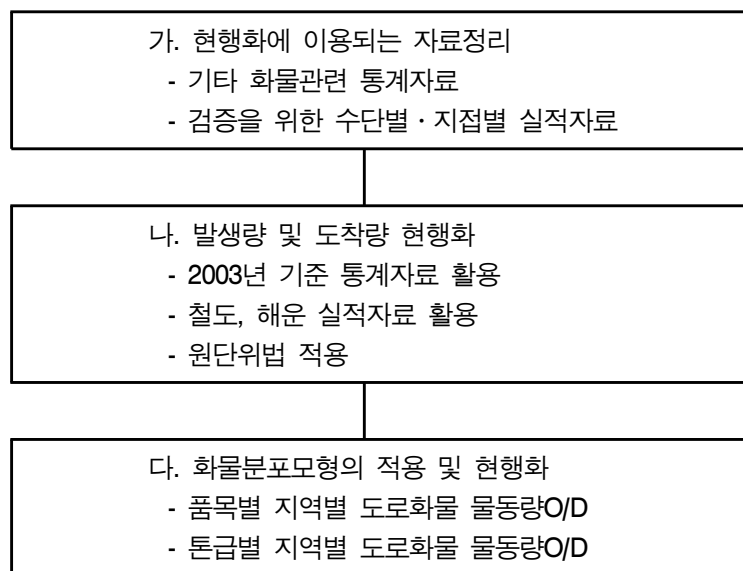 가. 현행화에 이용되는 자료정리
- 기타 화물관련 통계자료
- 검증을 위한 수단별·지점별 실적자료
나. 발생량 및 도착량 현행화
- 2003년 기준 통계자료 활용
- 철도, 해운 실적자료 활용
- 원단위법 적용
다. 화물분포모형의 적용 및 현행화
- 품목별 지역별 도로화물 물동량O/D
- 톤급별 지역별 도로화물 물동량O/D